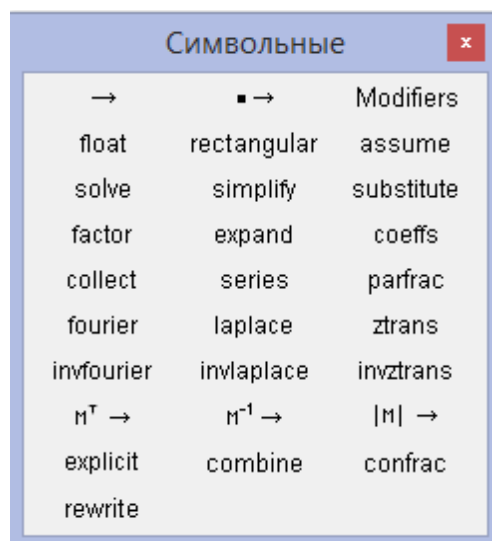 Символьные x
→ ▪ → Modifiers
float rectangular assume
solve simplify substitute
factor expand coeffs
collect series parfrac
fourier laplace ztrans
invfourier invlaplace invztrans
Mᵀ → M⁻¹ → |M| →
explicit combine confrac
rewrite